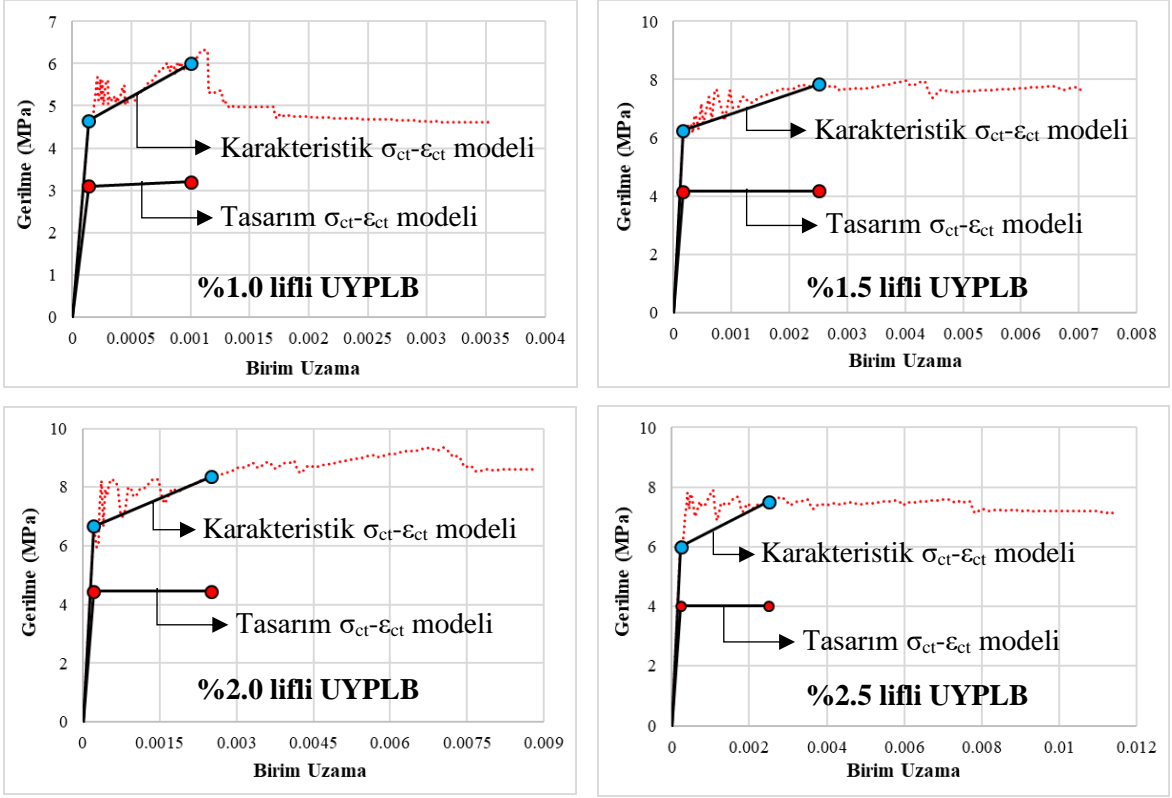 7
6
5
4
3
2
1
0
Gerilme (MPa)
Karakteristik σct-εct modeli
Tasarım σct-εct modeli
%1.0 lifli UYPLB
0 0.0005 0.001 0.0015 0.002 0.0025 0.003 0.0035 0.004
Birim Uzama
10
8
6
4
2
0
Gerilme (MPa)
Karakteristik σct-εct modeli
Tasarım σct-εct modeli
%1.5 lifli UYPLB
0 0.001 0.002 0.003 0.004 0.005 0.006 0.007 0.008
Birim Uzama
10
8
6
4
2
0
Gerilme (MPa)
Karakteristik σct-εct modeli
Tasarım σct-εct modeli
%2.0 lifli UYPLB
0 0.0015 0.003 0.0045 0.006 0.0075 0.009
Birim Uzama
10
8
6
4
2
0
Gerilme (MPa)
Karakteristik σct-εct modeli
Tasarım σct-εct modeli
%2.5 lifli UYPLB
0 0.002 0.004 0.006 0.008 0.01 0.012
Birim Uzama